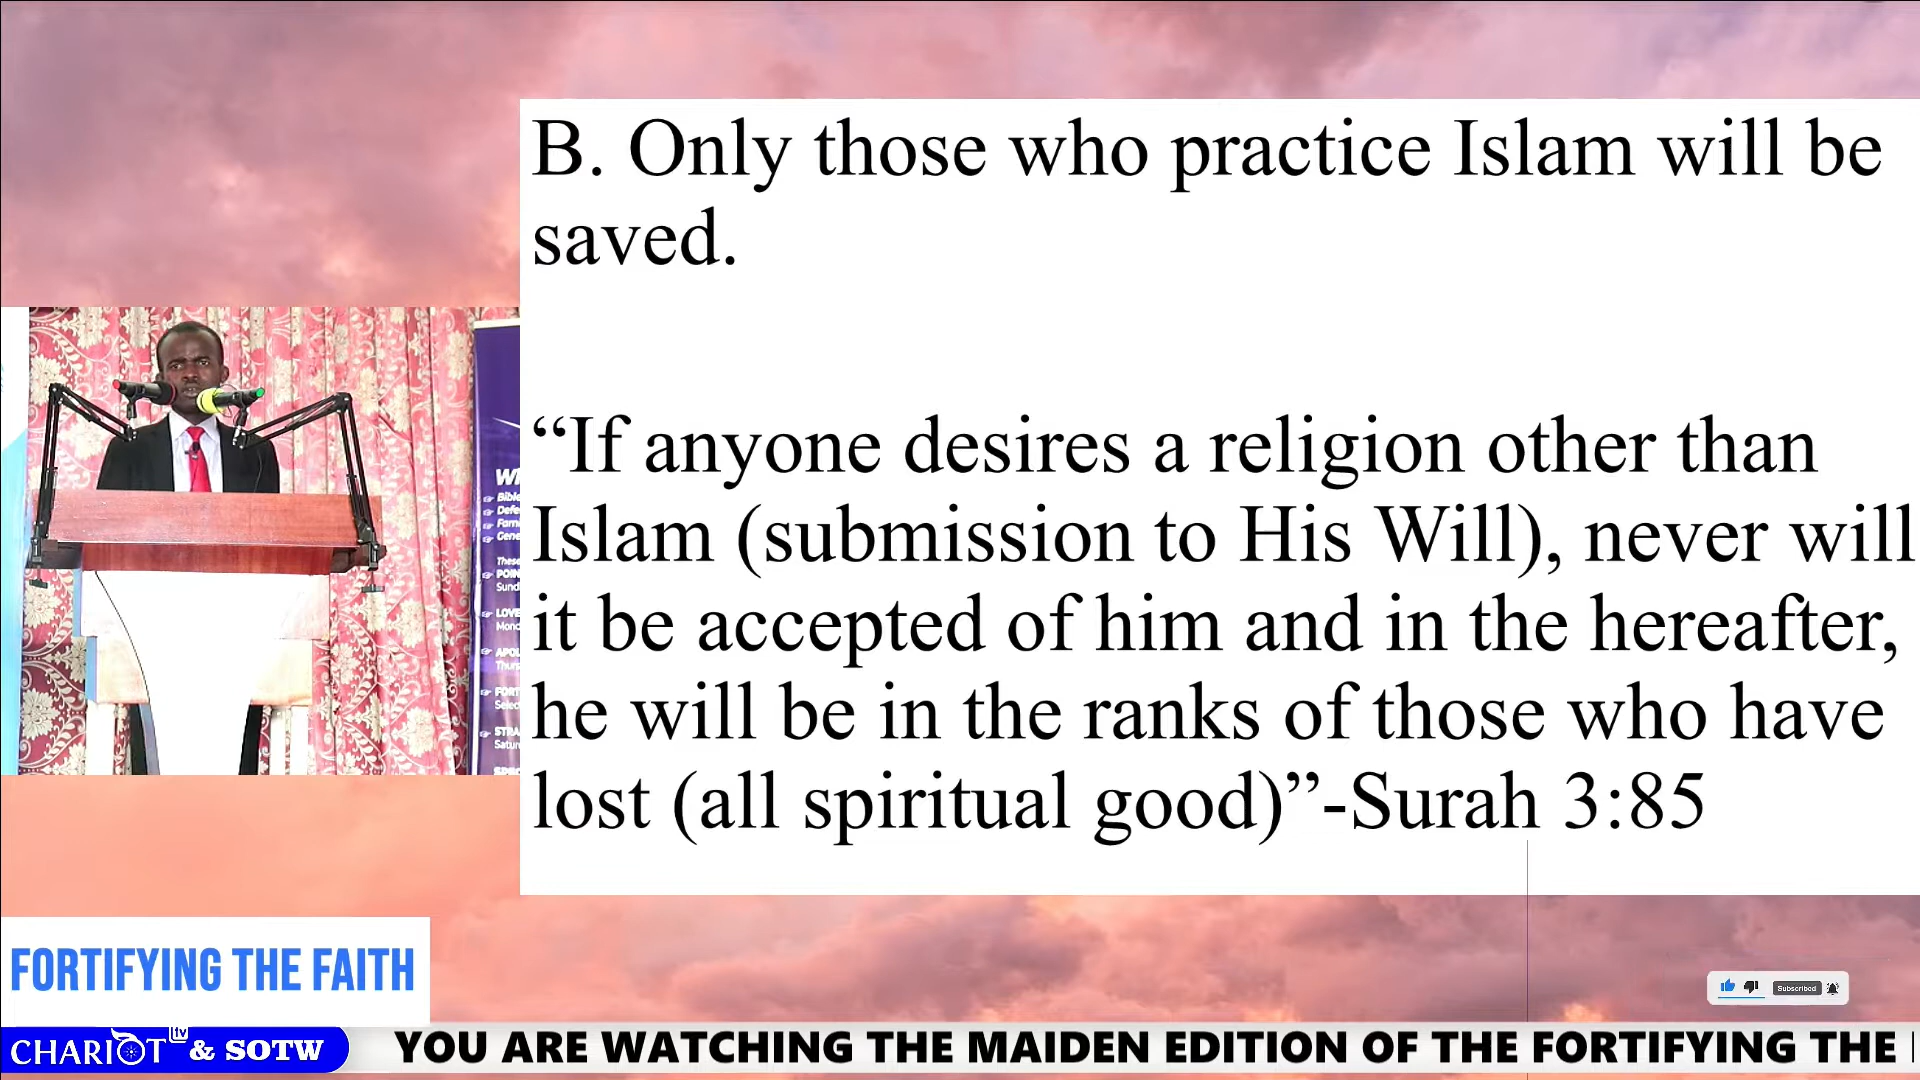 B. Only those who practice Islam will be
saved.
“If anyone desires a religion other than
Islam (submission to His Will), never will
it be accepted of him and in the hereafter,
he will be in the ranks of those who have
lost (all spiritual good)”-Surah 3:85
FORTIFYING THE FAITH
Subscribed
CHARIOT tv & SOTW
YOU ARE WATCHING THE MAIDEN EDITION OF THE FORTIFYING THE